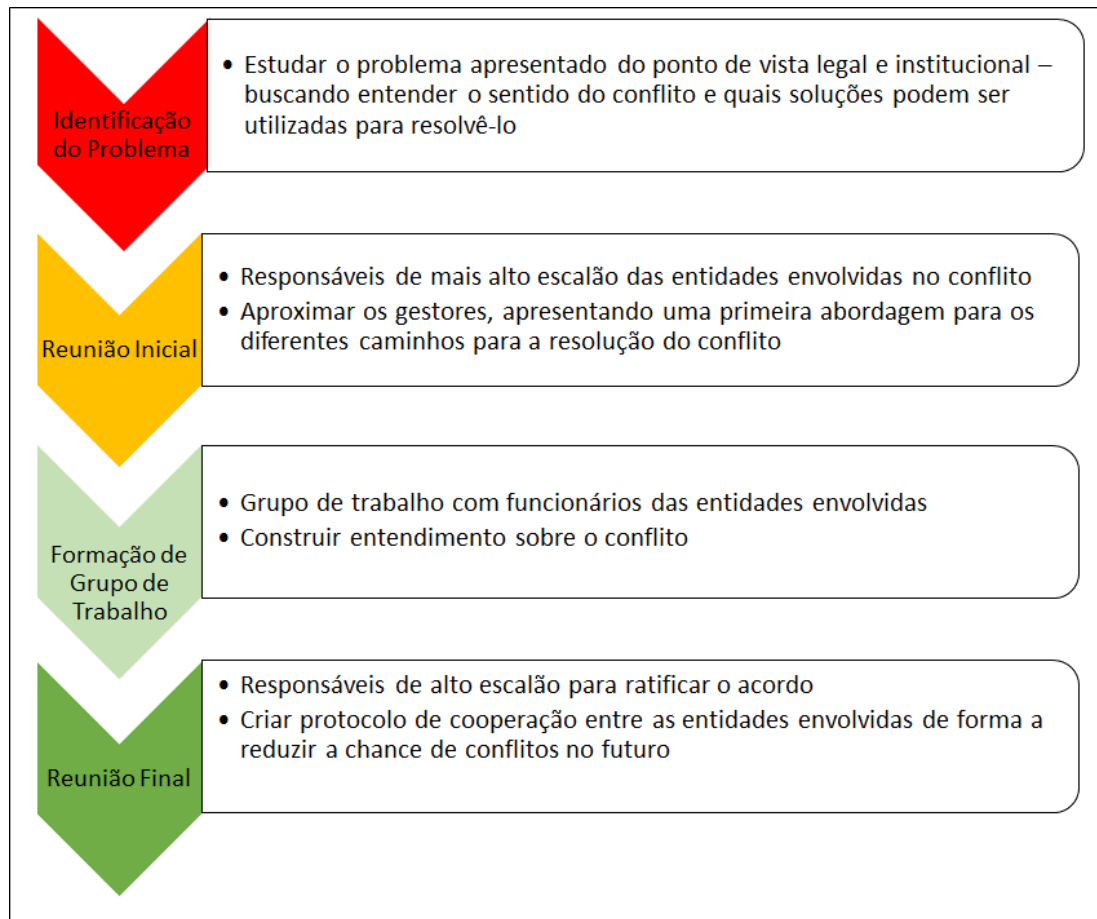 Identificação
do Problema
• Estudar o problema apresentado do ponto de vista legal e institucional –
buscando entender o sentido do conflito e quais soluções podem ser
utilizadas para resolvê-lo
Reunião Inicial
• Responsáveis de mais alto escalão das entidades envolvidas no conflito
• Aproximar os gestores, apresentando uma primeira abordagem para os
diferentes caminhos para a resolução do conflito
Formação de
Grupo de
Trabalho
• Grupo de trabalho com funcionários das entidades envolvidas
• Construir entendimento sobre o conflito
Reunião Final
• Responsáveis de alto escalão para ratificar o acordo
• Criar protocolo de cooperação entre as entidades envolvidas de forma a
reduzir a chance de conflitos no futuro